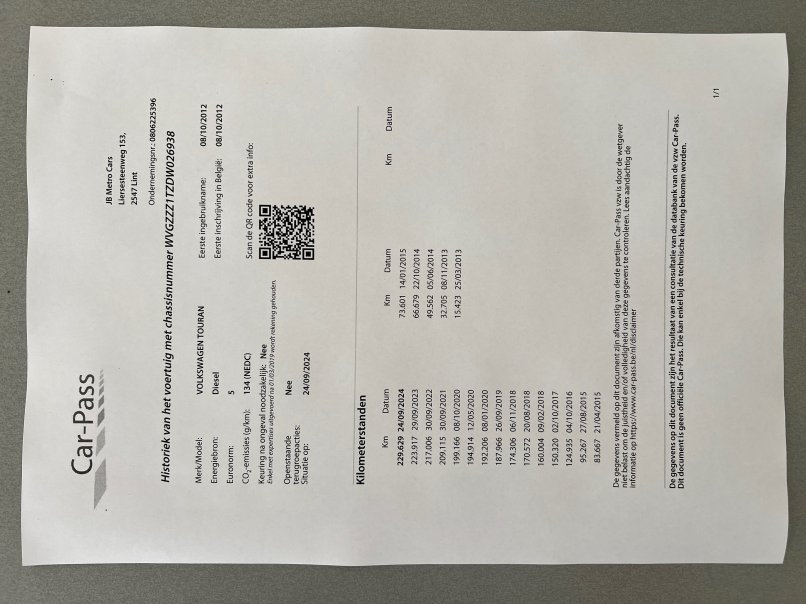 Car-Pass
JB Metro Cars
Liersesteenweg 153,
2547 Lint
Ondernemingsnr.: 0806225396
Historiek van het voertuig met chassisnummer WVGZZZ1TZDW026938
Merk/Model: VOLKSWAGEN TOURAN
Energiebron: Diesel
Euronorm: 5
CO₂-emissies (g/km): 134 (NEDC)
Keuring na ongeval noodzakelijk: Nee
Enkel met expertises uitgevoerd na 01/03/2019 wordt rekening gehouden.
Openstaande
terugroepacties: Nee
Situatie op: 24/09/2024
Eerste ingebruikname: 08/10/2012
Eerste inschrijving in België: 08/10/2012
Scan de QR code voor extra info:
Kilometerstanden
Km Datum
229.629 24/09/2024
223.917 29/09/2023
217.006 30/09/2022
209.115 30/09/2021
199.166 08/10/2020
194.914 12/05/2020
192.206 08/01/2020
187.966 26/09/2019
174.306 06/11/2018
170.572 20/08/2018
160.004 09/02/2018
150.320 02/10/2017
124.935 04/10/2016
95.267 27/08/2015
83.667 21/04/2015
Km Datum
73.601 14/01/2015
66.679 22/10/2014
49.562 05/06/2014
32.705 08/11/2013
15.423 25/03/2013
Km Datum
De gegevens vermeld op dit document zijn afkomstig van derde partijen. Car-Pass vzw is door de wetgever
niet belast om de juistheid en/of volledigheid van deze gegevens te controleren. Lees aandachtig de
informatie op https://www.car-pass.be/nl/disclaimer
De gegevens op dit document zijn het resultaat van een consultatie van de databank van de vzw Car-Pass.
Dit document is geen officiële Car-Pass. Die kan enkel bij de technische keuring bekomen worden.
1/1